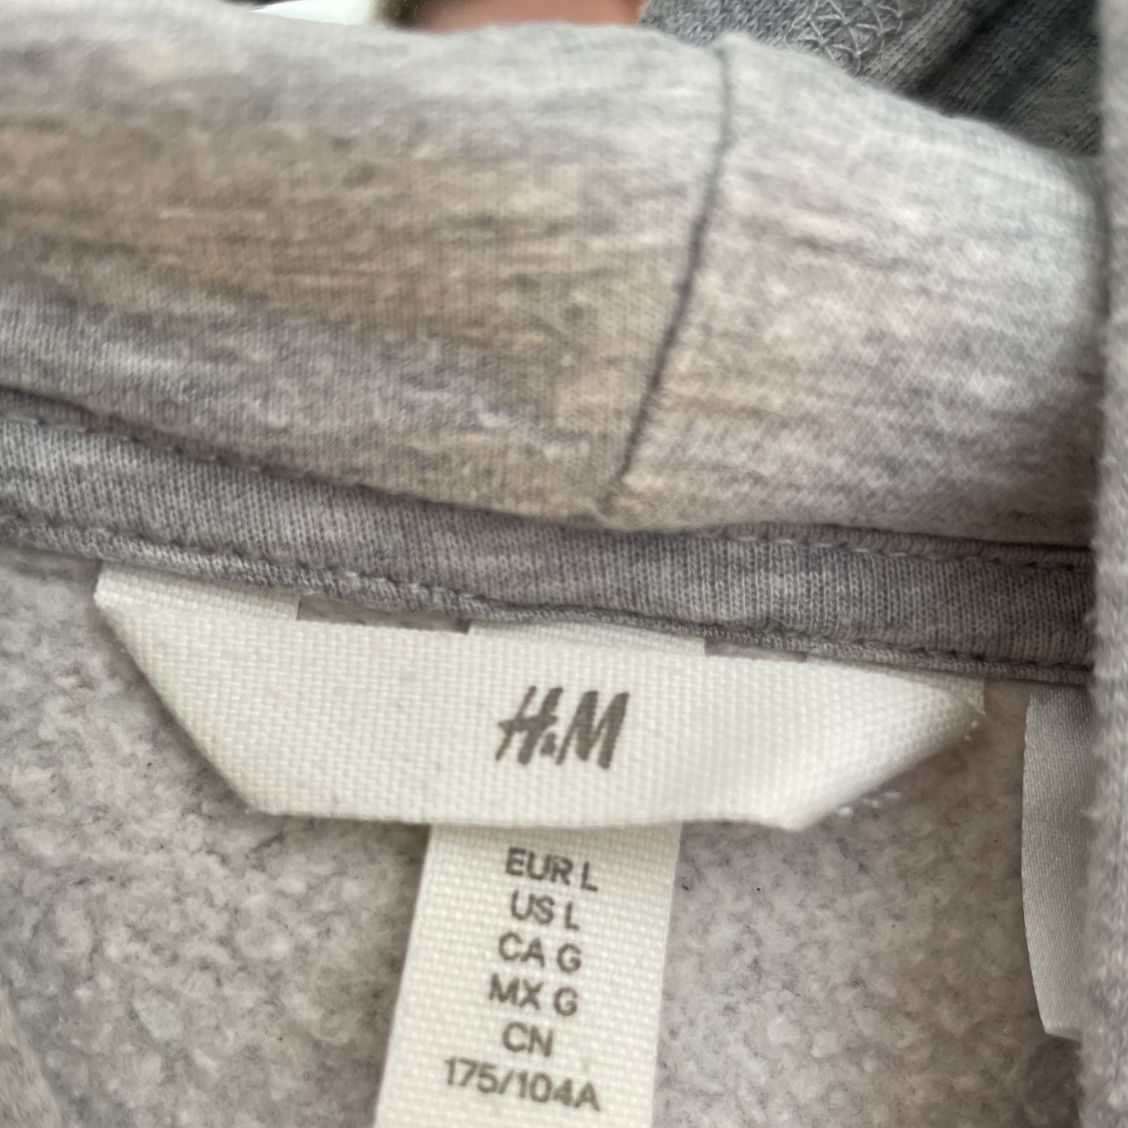 H&M
EUR L
US L
CA G
MX G
CN
175/104A